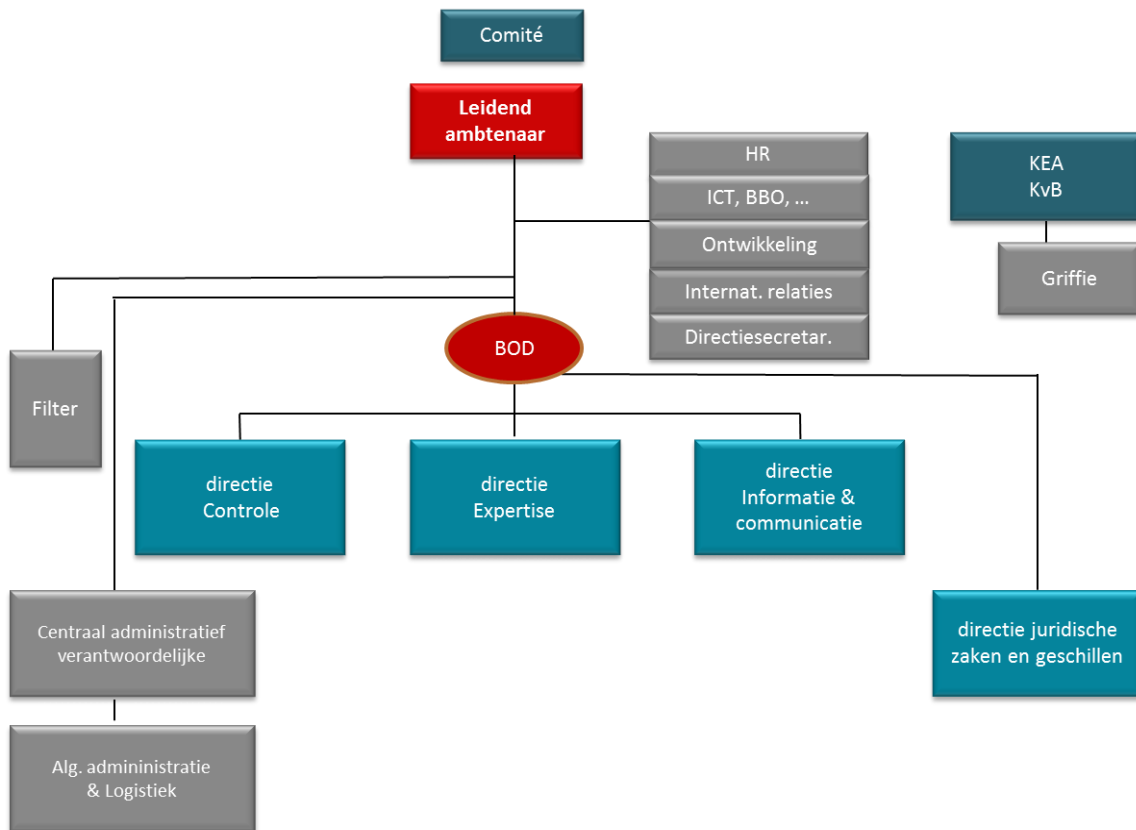 Comité
Leidend
ambtenaar
HR
ICT, BBO, ...
Ontwikkeling
Internat. relaties
Directiesecretar.
KEA
KvB
Griffie
BOD
Filter
directie
Controle
directie
Expertise
directie
Informatie &
communicatie
Centraal administratief
verantwoordelijke
directie juridische
zaken en geschillen
Alg. admininistratie
& Logistiek